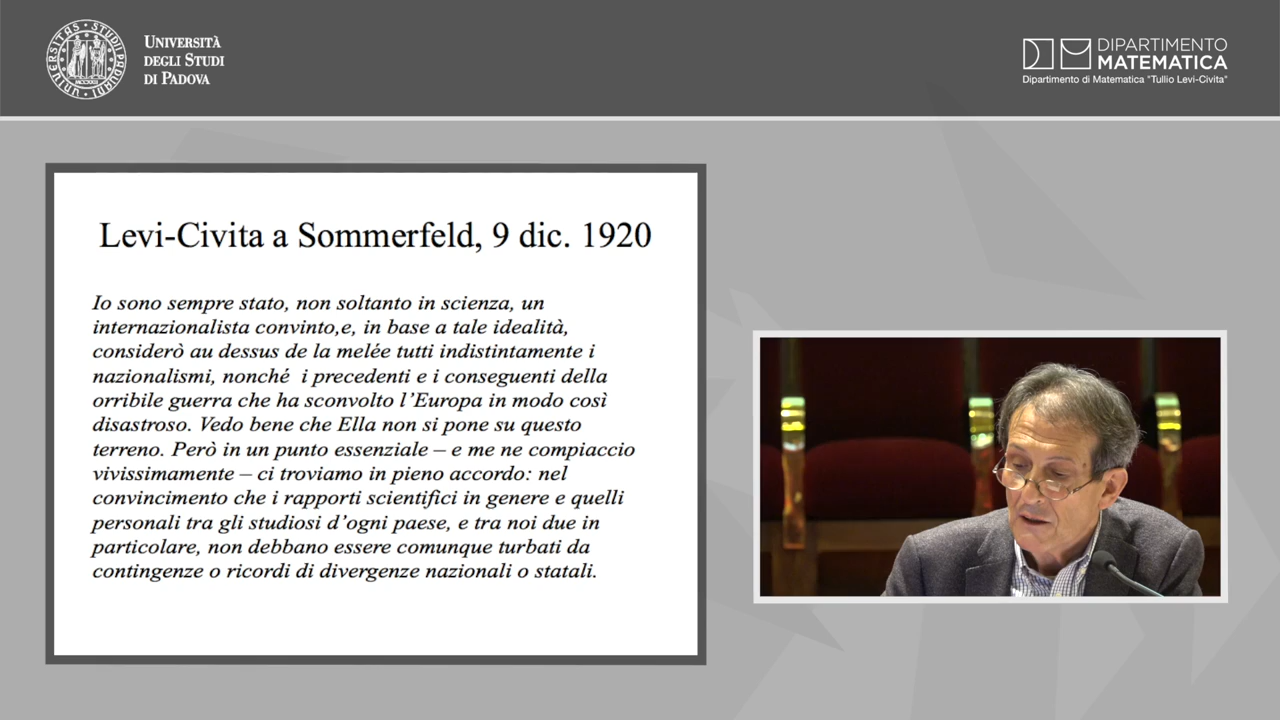 UNIVERSITÀ
DEGLI STUDI
DI PADOVA
DIPARTIMENTO
MATEMATICA
Dipartimento di Matematica "Tullio Levi-Civita"
Levi-Civita a Sommerfeld, 9 dic. 1920
Io sono sempre stato, non soltanto in scienza, un
internazionalista convinto,e, in base a tale idealità,
considerò au dessus de la melée tutti indistintamente i
nazionalismi, nonché i precedenti e i conseguenti della
orribile guerra che ha sconvolto l'Europa in modo così
disastroso. Vedo bene che Ella non si pone su questo
terreno. Però in un punto essenziale – e me ne compiaccio
vivissimamente – ci troviamo in pieno accordo: nel
convincimento che i rapporti scientifici in genere e quelli
personali tra gli studiosi d'ogni paese, e tra noi due in
particolare, non debbano essere comunque turbati da
contingenze o ricordi di divergenze nazionali o statali.